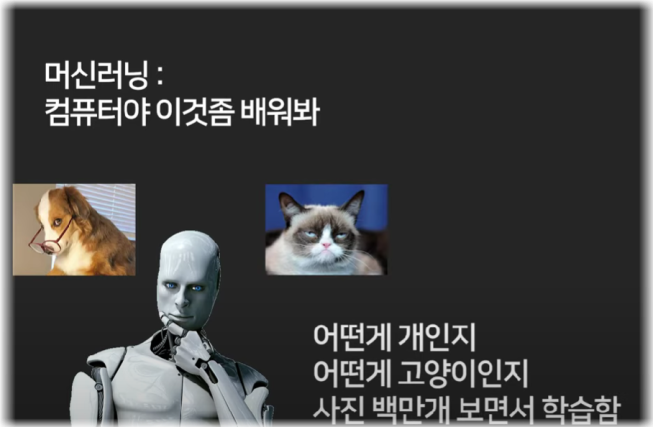 머신러닝 :
컴퓨터야 이것좀 배워봐
어떤게 개인지
어떤게 고양이인지
사진 백만개 보면서 학습함